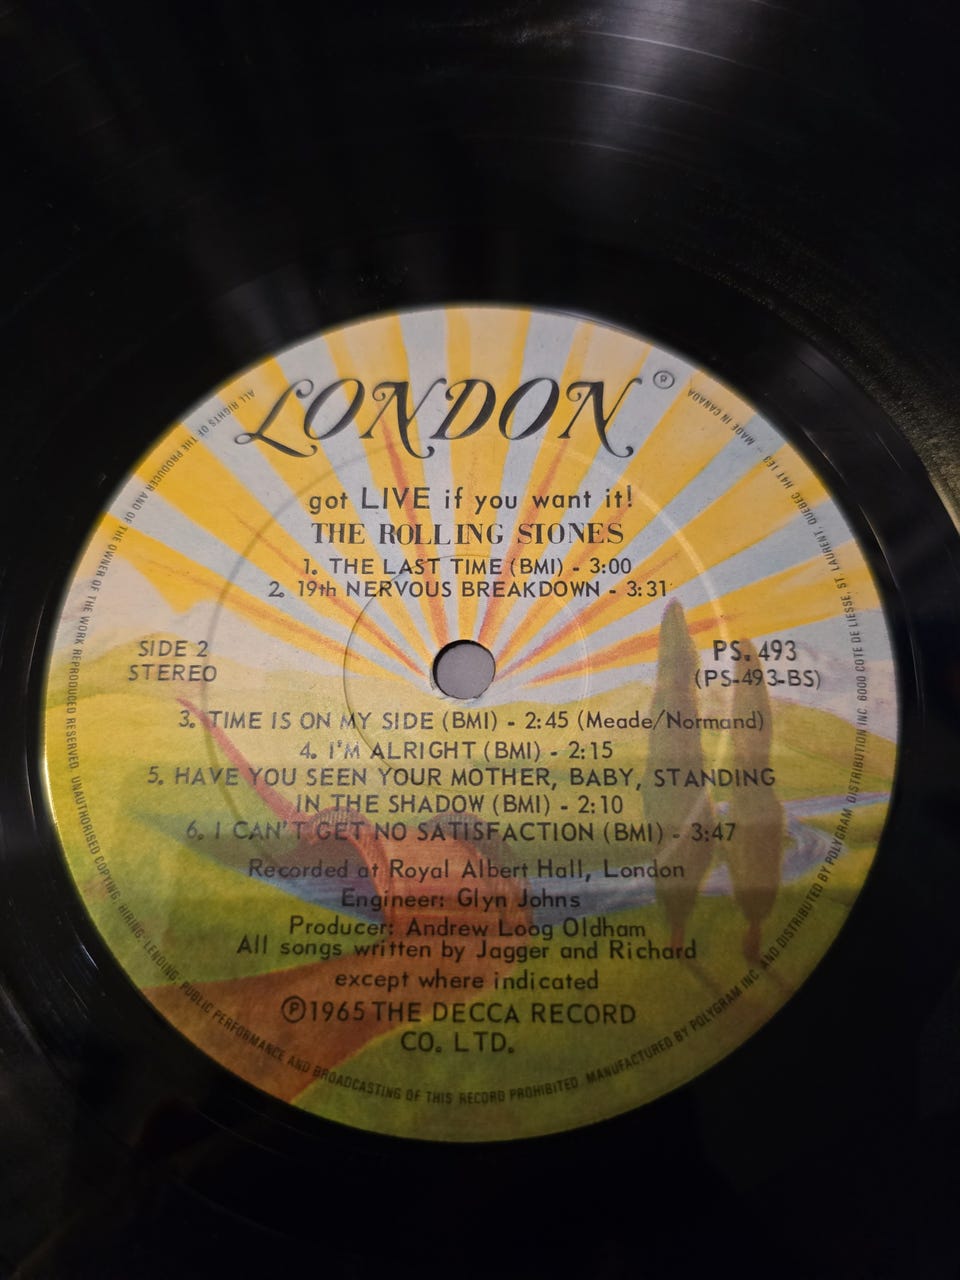 LONDON ®
got LIVE if you want it!
THE ROLLING STONES
1. THE LAST TIME (BMI) - 3:00
2. 19th NERVOUS BREAKDOWN - 3:31
SIDE 2
STEREO
PS. 493
(PS-493-BS)
3. TIME IS ON MY SIDE (BMI) - 2:45 (Meade/Normand)
4. I'M ALRIGHT (BMI) - 2:15
5. HAVE YOU SEEN YOUR MOTHER, BABY, STANDING
IN THE SHADOW (BMI) - 2:10
6. I CAN'T GET NO SATISFACTION (BMI) - 3:47
Recorded at Royal Albert Hall, London
Engineer: Glyn Johns
Producer: Andrew Loog Oldham
All songs written by Jagger and Richard
except where indicated
℗1965 THE DECCA RECORD
CO. LTD.
ALL RIGHTS OF THE PRODUCER AND OF THE OWNER OF THE WORK REPRODUCED RESERVED. UNAUTHORISED COPYING, HIRING, LENDING, PUBLIC PERFORMANCE AND BROADCASTING OF THIS RECORD PROHIBITED. MANUFACTURED BY POLYGRAM INC. AND DISTRIBUTED BY POLYGRAM DISTRIBUTION INC. 6000 COTE DE LIESSE, ST LAURENT, QUEBEC H4T 1E3 - MADE IN CANADA